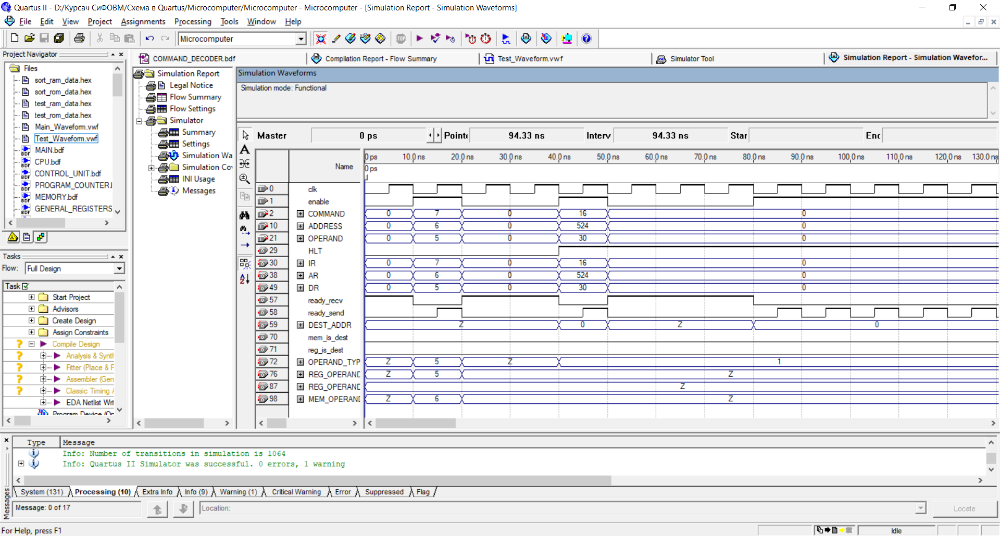 Quartus II - D:/Курсач СиФОВМ/Схема в Quartus/Microcomputer/Microcomputer - Microcomputer - [Simulation Report - Simulation Waveforms]
File Edit View Project Assignments Processing Tools Window Help
Microcomputer
Project Navigator
Files
sort_ram_data.hex
sort_rom_data.hex
test_ram_data.hex
test_rom_data.hex
Main_Waveform.vwf
Test_Waveform.vwf
MAIN.bdf
CPU.bdf
CONTROL_UNIT.bdf
PROGRAM_COUNTER.
MEMORY.bdf
GENERAL_REGISTERS
Tasks
Flow: Full Design
Task
Start Project
Advisors
Create Design
Assign Constraints
Compile Design
Analysis & Synth
Fitter (Place & F
Assembler (Gen
Classic Timing
EDA Netlist Wri
Program Device (Op
COMMAND_DECODER.bdf
Compilation Report - Flow Summary
Test_Waveform.vwf
Simulator Tool
Simulation Report - Simulation Wavefor...
Simulation Report
Legal Notice
Flow Summary
Flow Settings
Simulator
Summary
Settings
Simulation Wa
Simulation Co
INI Usage
Messages
Simulation Waveforms
Simulation mode: Functional
Master 0 ps Point 94.33 ns Interv 94.33 ns Star En
Name
0 ps 10.0 ns 20.0 ns 30.0 ns 40.0 ns 50.0 ns 60.0 ns 70.0 ns 80.0 ns 90.0 ns 100.0 ns 110.0 ns 120.0 ns 130.0 ns
0 ps
0 clk
1 enable
2 COMMAND 0 7 0 16 0
10 ADDRESS 0 6 0 524 0
21 OPERAND 0 5 0 30 0
29 HLT
30 IR 0 7 0 16 0
38 AR 0 6 0 524 0
49 DR 0 5 0 30 0
57 ready_recv
58 ready_send
59 DEST_ADDR Z 0 Z 0
70 mem_is_dest
71 reg_is_dest
72 OPERAND_TYP Z 5 Z 1
76 REG_OPERAND Z 5 Z
87 REG_OPERAND Z
98 MEM_OPERAND Z 6 Z
Type Message
Info: Number of transitions in simulation is 1064
Info: Quartus II Simulator was successful. 0 errors, 1 warning
System (131) Processing (10) Extra Info Info (9) Warning (1) Critical Warning Error Suppressed Flag
Messages
Message: 0 of 17
Location:
Locate
For Help, press F1
Idle